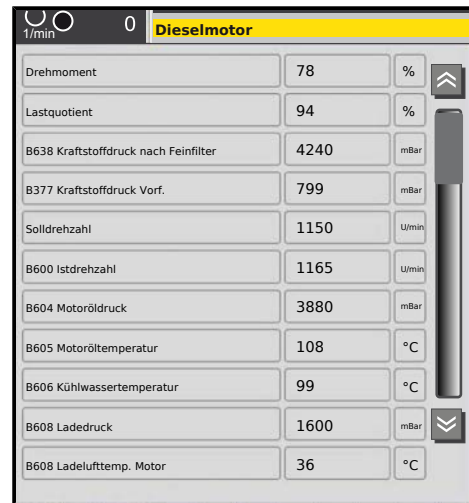 1/min 0 Dieselmotor
Drehmoment 78 %
Lastquotient 94 %
B638 Kraftstoffdruck nach Feinfilter 4240 mBar
B377 Kraftstoffdruck Vorf. 799 mBar
Solldrehzahl 1150 U/min
B600 Istdrehzahl 1165 U/min
B604 Motoröldruck 3880 mBar
B605 Motoröltemperatur 108 °C
B606 Kühlwassertemperatur 99 °C
B608 Ladedruck 1600 mBar
B608 Ladelufttemp. Motor 36 °C